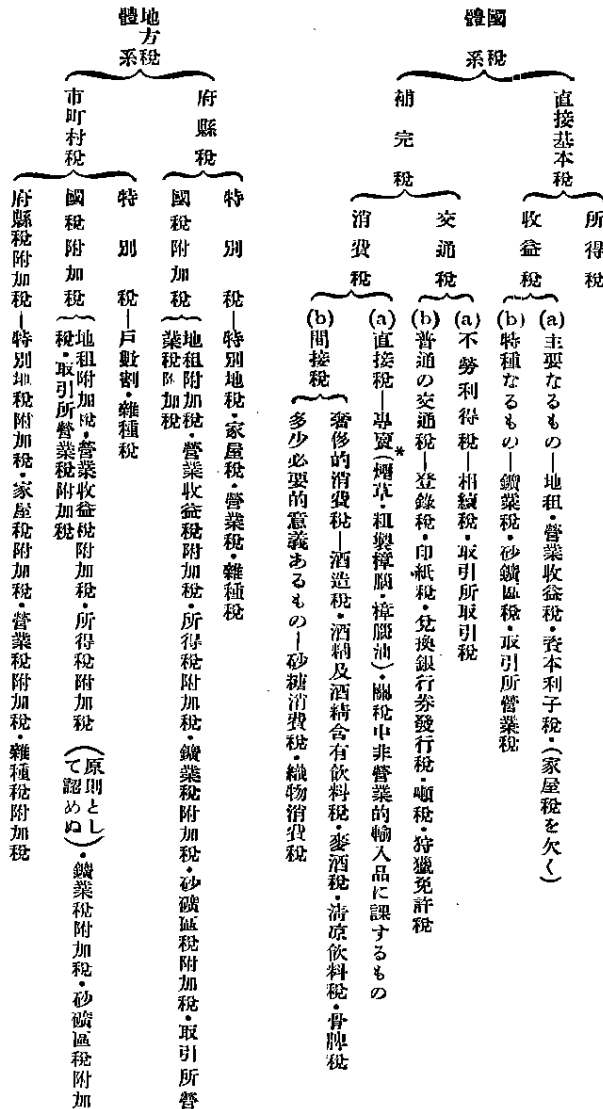 國稅體系
直接基本稅
所得稅
收益稅
(a)主要なるもの—地租・營業收益稅・資本利子稅・(家屋稅を欠く)
(b)特種なるもの—鑛業稅・砂鑛區稅・取引所營業稅
補完稅
交通稅
(a)不勞利得稅—相續稅・取引所取引稅
(b)普通の交通稅—登錄稅・印紙稅・兌換銀行券發行稅・噸稅・狩獵免許稅
消費稅
(a)直接稅—專賣*(煙草・粗製樟腦・樟腦油)・關稅中非營業的輸入品に課するもの
(b)間接稅
奢侈的消費稅—酒造稅・酒精及酒精含有飲料稅・麥酒稅・淸凉飲料稅・骨牌稅
多少必要的意義あるもの—砂糖消費稅・織物消費稅
地方稅體系
府縣稅
特別稅—特別地稅・家屋稅・營業稅・雜種稅
國稅附加稅
地租附加稅・營業收益稅附加稅・所得稅附加稅・鑛業稅附加稅・砂礦區稅附加稅・取引所營
業稅附加稅
市町村稅
特別稅—戶數割・雜種稅
國稅附加稅
地租附加稅・營業收益稅附加稅・所得稅附加稅(原則として認めぬ)・鑛業稅附加稅・砂礦區稅附加
稅・取引所營業稅附加稅
府縣稅附加稅—特別地稅附加稅・家屋稅附加稅・營業稅附加稅・雜種稅附加稅